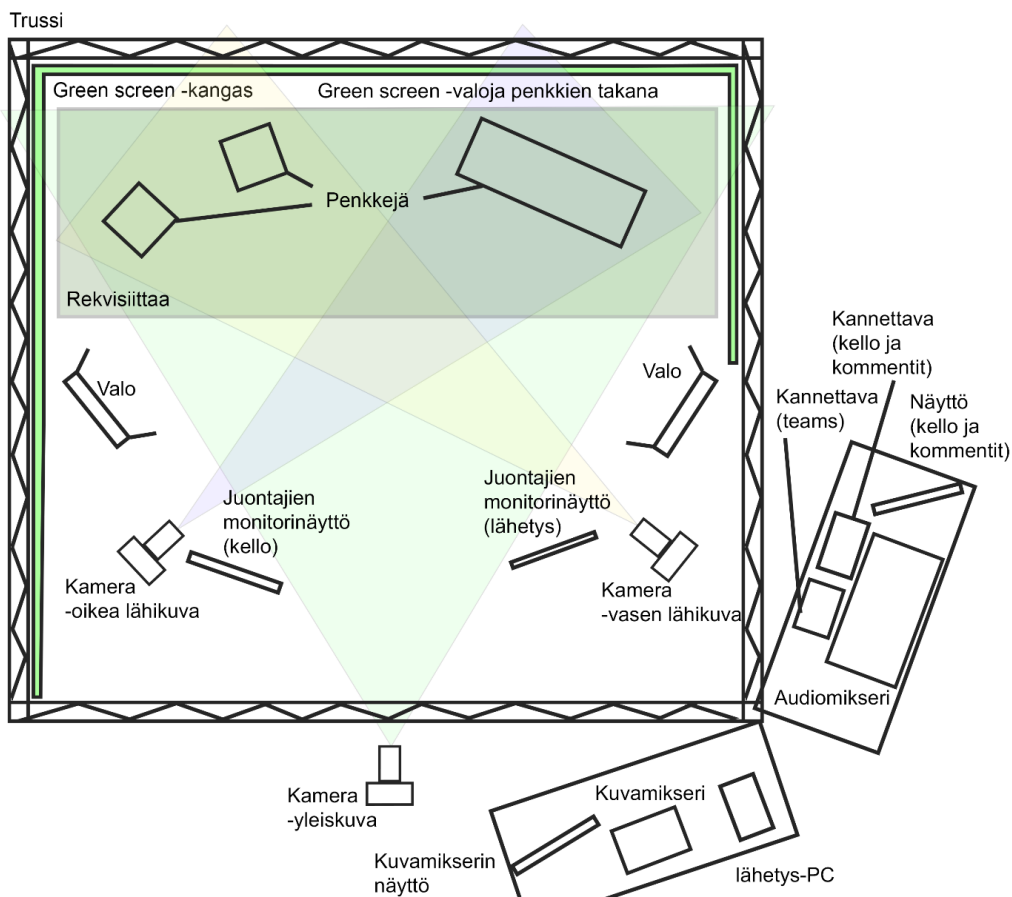 Trussi
Green screen -kangas
Green screen -valoja penkkien takana
Penkkejä
Rekvisiittaa
Valo
Valo
Kannettava
(kello ja
kommentit)
Kannettava
(teams)
Näyttö
(kello ja
kommentit)
Juontajien
monitorinäyttö
(kello)
Juontajien
monitorinäyttö
(lähetys)
Kamera
-oikea lähikuva
Kamera
-vasen lähikuva
Audiomikseri
Kamera
-yleiskuva
Kuvamikseri
Kuvamikserin
näyttö
lähetys-PC